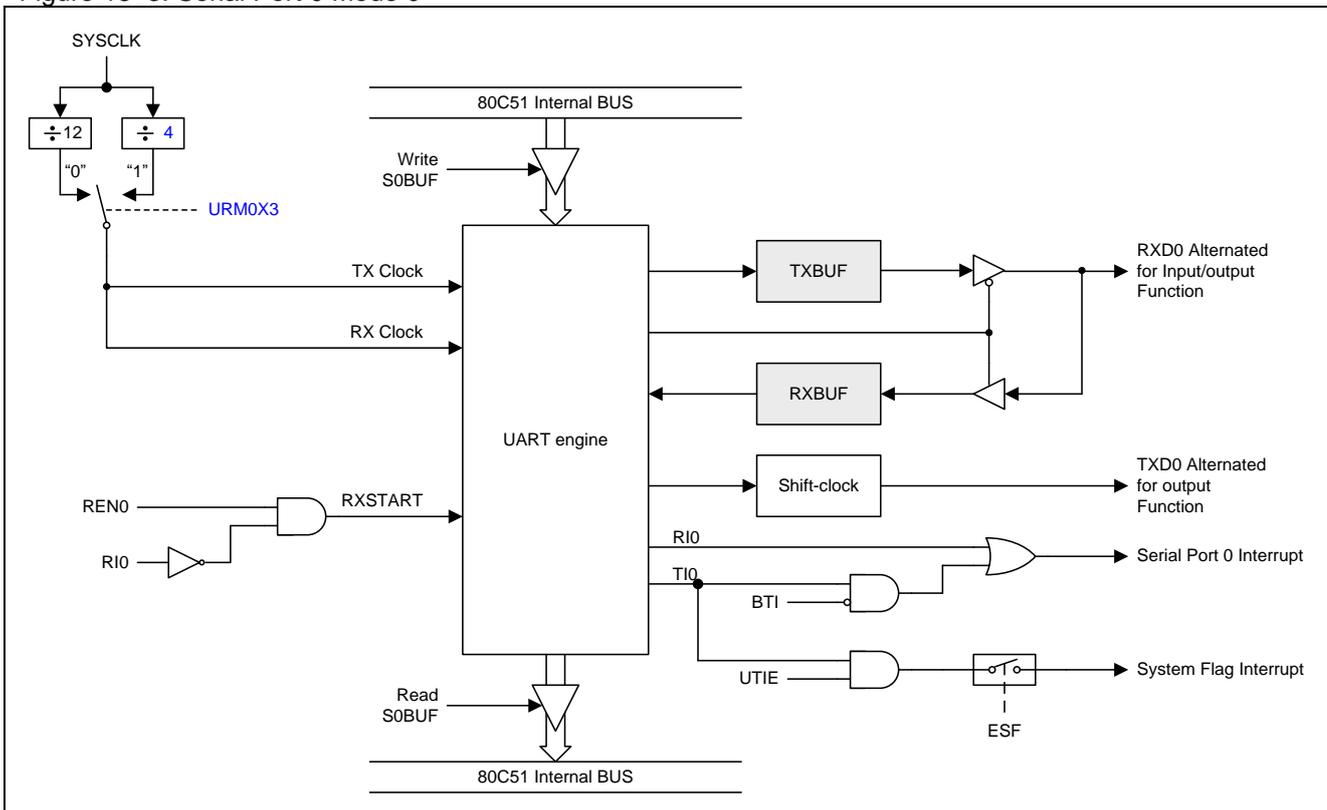 SYSCLK
÷12
÷ 4
“0”
“1”
URM0X3
80C51 Internal BUS
Write
S0BUF
TX Clock
RX Clock
UART engine
TXBUF
RXD0 Alternated
for Input/output
Function
RXBUF
Shift-clock
TXD0 Alternated
for output
Function
REN0
RI0
RXSTART
RI0
Serial Port 0 Interrupt
TI0
BTI
UTIE
System Flag Interrupt
ESF
Read
S0BUF
80C51 Internal BUS